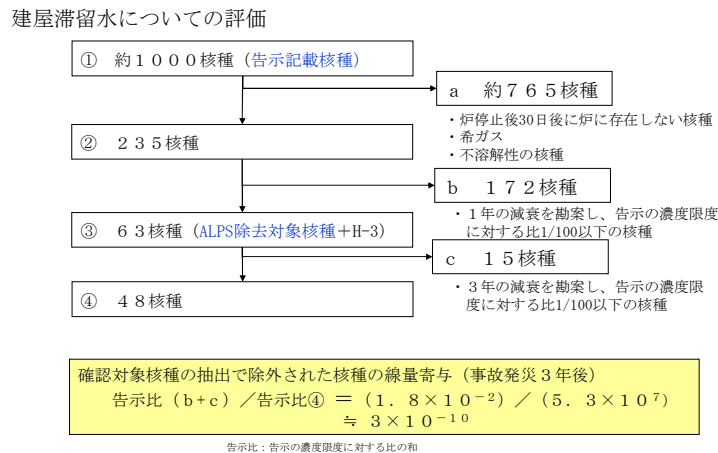 建屋滞留水についての評価
① 約１０００核種（告示記載核種）
a 約７６５核種
・炉停止後30日後に炉に存在しない核種
・希ガス
・不溶解性の核種
② ２３５核種
b １７２核種
・１年の減衰を勘案し、告示の濃度限度
に対する比1/100以下の核種
③ ６３核種（ALPS除去対象核種＋H-3）
c １５核種
・３年の減衰を勘案し、告示の濃度限
度に対する比1/100以下の核種
④ ４８核種
確認対象核種の抽出で除外された核種の線量寄与（事故発災３年後）
告示比（b+c）／告示比④ ＝（１．８×１０⁻²）／（５．３×１０⁷）
≒ ３×１０⁻¹⁰
告示比：告示の濃度限度に対する比の和